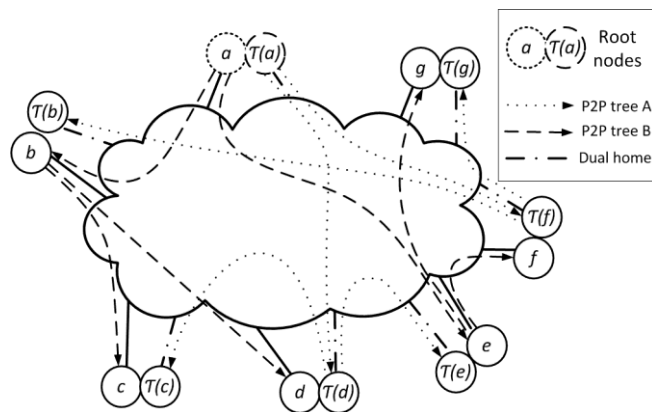 a T(a)
g T(g)
T(b)
b
T(f)
f
e
T(e)
c T(c)
d T(d)
a T(a) Root nodes
P2P tree A
P2P tree B
Dual home